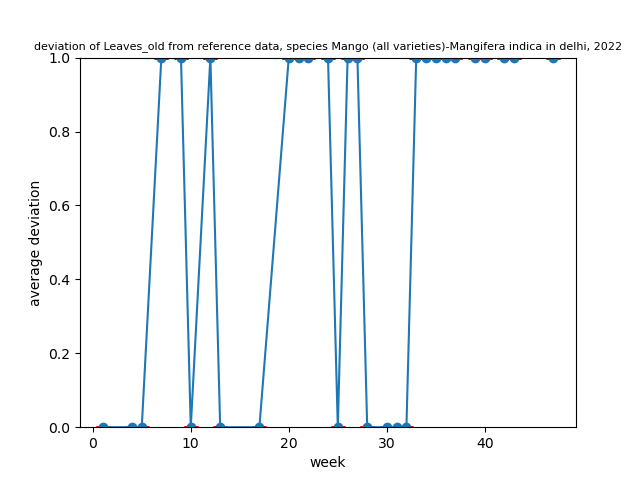 deviation of Leaves_old from reference data, species Mango (all varieties)-Mangifera indica in delhi, 2022
1.0
0.8
0.6
0.4
0.2
0.0
average deviation
0 10 20 30 40
week